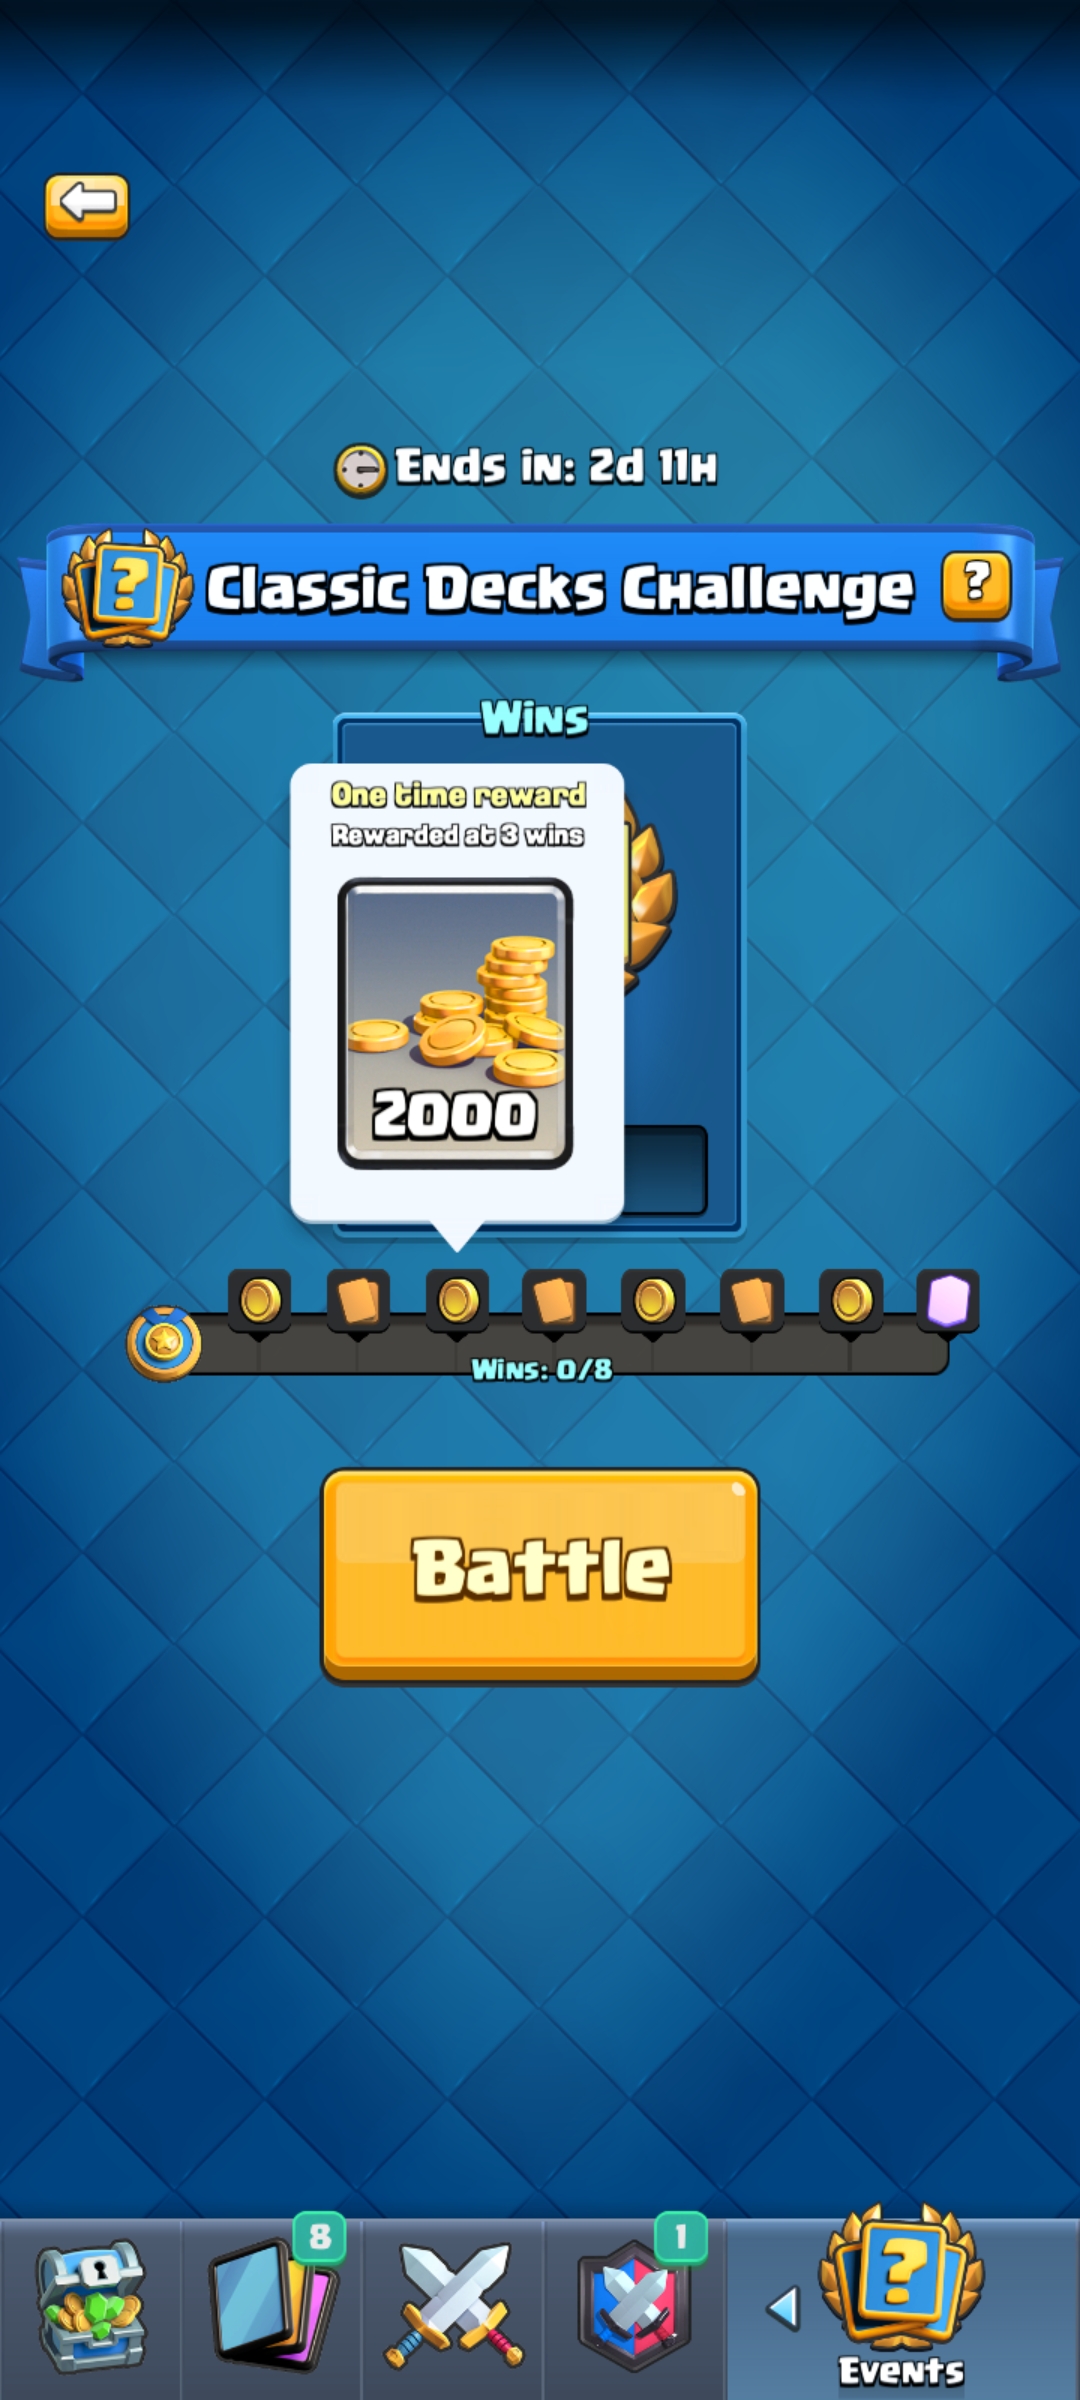 Ends in: 2d 11h
Classic Decks Challenge
?
Wins
One time reward
Rewarded at 3 wins
2000
Wins: 0/8
Battle
8
1
Events